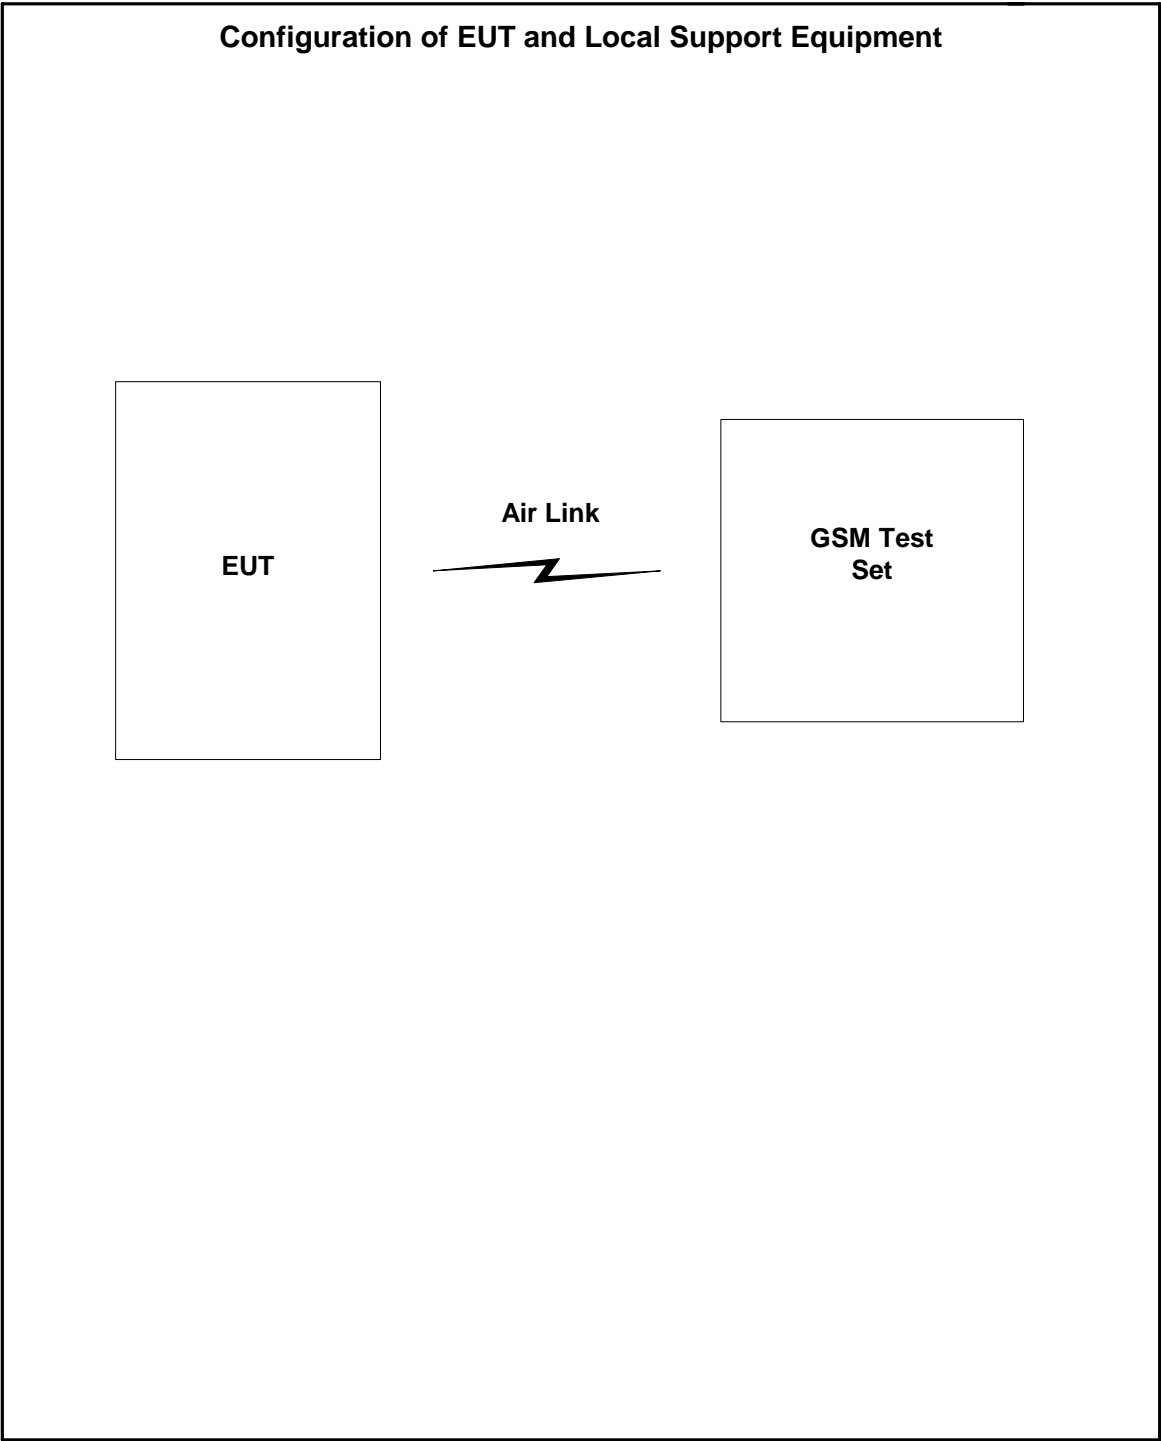 Configuration of EUT and Local Support Equipment
Air Link
EUT
GSM Test
Set